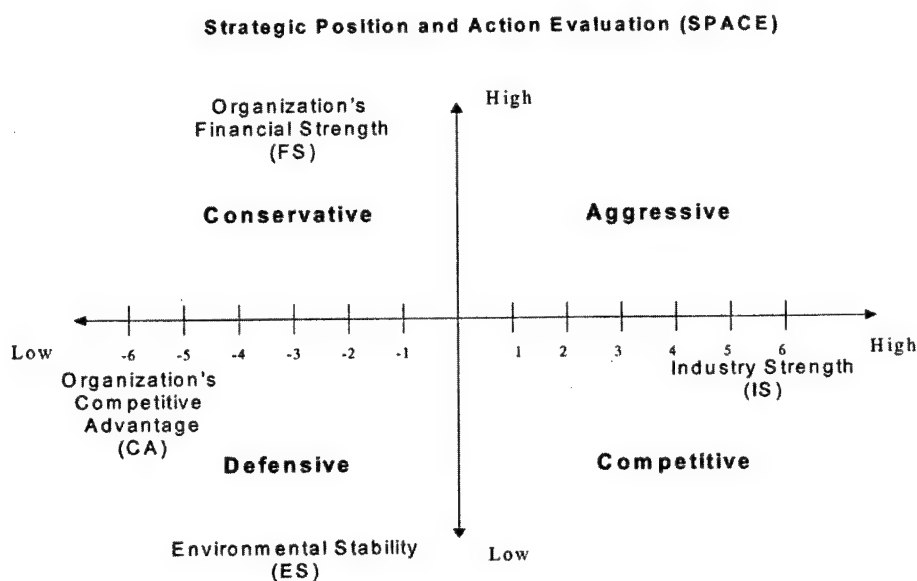 Strategic Position and Action Evaluation (SPACE)
High
Organization's
Financial Strength
(FS)
Conservative
Aggressive
Low
-6 -5 -4 -3 -2 -1 1 2 3 4 5 6
High
Organization's
Competitive
Advantage
(CA)
Industry Strength
(IS)
Defensive
Competitive
Environmental Stability
(ES)
Low